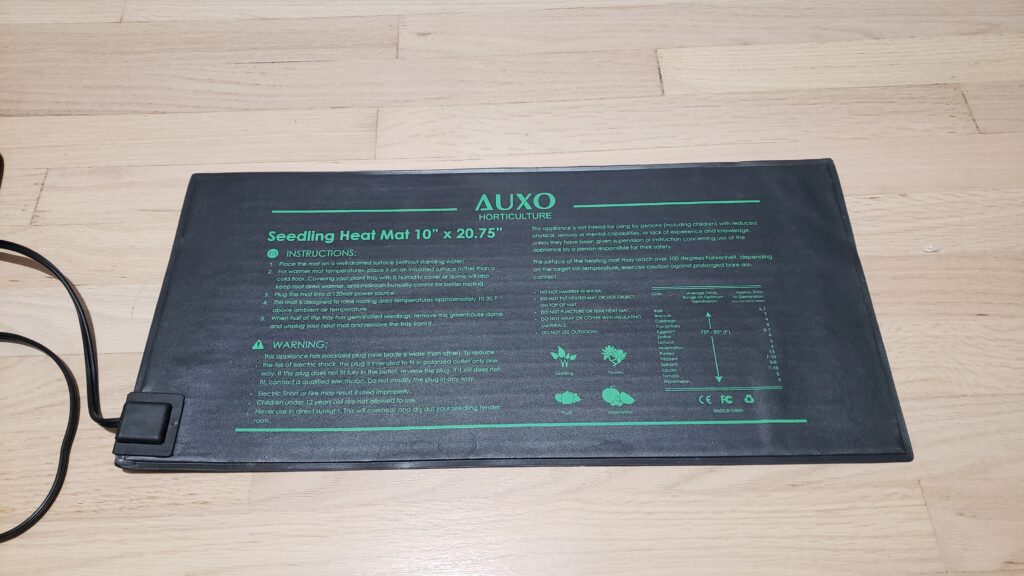 AUXO
HORTICULTURE
Seedling Heat Mat 10" x 20.75"
INSTRUCTIONS:
1. Place the mat on a well-drained surface (without standing water).
2. For warmer mat temperatures, place it on an insulated surface rather than a
cold floor. Covering your plant tray with a humidity cover or dome will also
keep root area warmer, and maintain humidity control for better rooting
3. Plug the mat into a 120vac power source.
4. This mat is designed to raise rooting area temperatures approximately 10-20 F
above ambient air temperature.
5. When half of the tray has germinated seedlings, remove the greenhouse dome
and unplug your heat mat and remove the tray from it.
WARNING:
This appliance has polarized plug (one blade is wider than other). To reduce
the risk of electric shock, this plug is intended to fit in polarized outlet only one
way, if this plug does not fit fully in the outlet, reverse the plug. If it still does not
fit, contact a qualified electrician. Do not modify the plug in any way.
Electric Short or fire may result if used improperly.
Children under 12 years old are not allowed to use.
Never use in direct sunlight. This will overheat and dry out your seedling tender
roots.
This appliance is not intend for using by persons (including children) with reduced
physical, sensory or mental capabilities, or lack of experience and knowledge,
unless they have been given supervision or instruction concerning use of the
appliance by a person responsible for their safety.
The surface of the heating mat may reach over 100 degrees Fahrenheit, depending
on the target soil temperature, exercise caution against prolonged bare skin
contact.
- DO NOT IMMERSE IN WATER.
- DO NOT PUT HEATED MAT OR HOT OBJECT
ON TOP OF MAT.
- DO NOT PUNCTURE OR TEAR HEAT MAT.
- DO NOT WRAP OR COVER WITH INSULATING
MATERIALS.
- DO NOT USE OUTDOORS.
Seedling
Flowers
Fruit
Vegetables
Crop
Average Temp.
Range for Optimum
Germination
Approx. Days
to Germination
Basil
Broccoli
Cabbage
Cucumbers
Eggplant
Lettuce
Parsley
Peppers
Squash
Tomato
Watermelon
70° - 85° (F)
CE FC
MADE IN CHINA